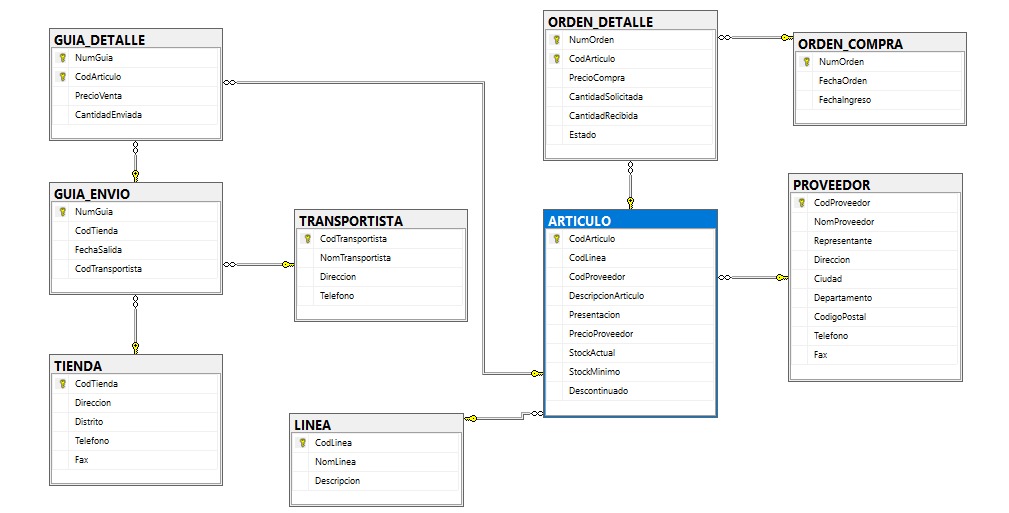 GUIA_DETALLE
NumGuia
CodArticulo
PrecioVenta
CantidadEnviada
GUIA_ENVIO
NumGuia
CodTienda
FechaSalida
CodTransportista
TIENDA
CodTienda
Direccion
Distrito
Telefono
Fax
TRANSPORTISTA
CodTransportista
NomTransportista
Direccion
Telefono
LINEA
CodLinea
NomLinea
Descripcion
ORDEN_DETALLE
NumOrden
CodArticulo
PrecioCompra
CantidadSolicitada
CantidadRecibida
Estado
ARTICULO
CodArticulo
CodLinea
CodProveedor
DescripcionArticulo
Presentacion
PrecioProveedor
StockActual
StockMinimo
Descontinuado
ORDEN_COMPRA
NumOrden
FechaOrden
FechaIngreso
PROVEEDOR
CodProveedor
NomProveedor
Representante
Direccion
Ciudad
Departamento
CodigoPostal
Telefono
Fax